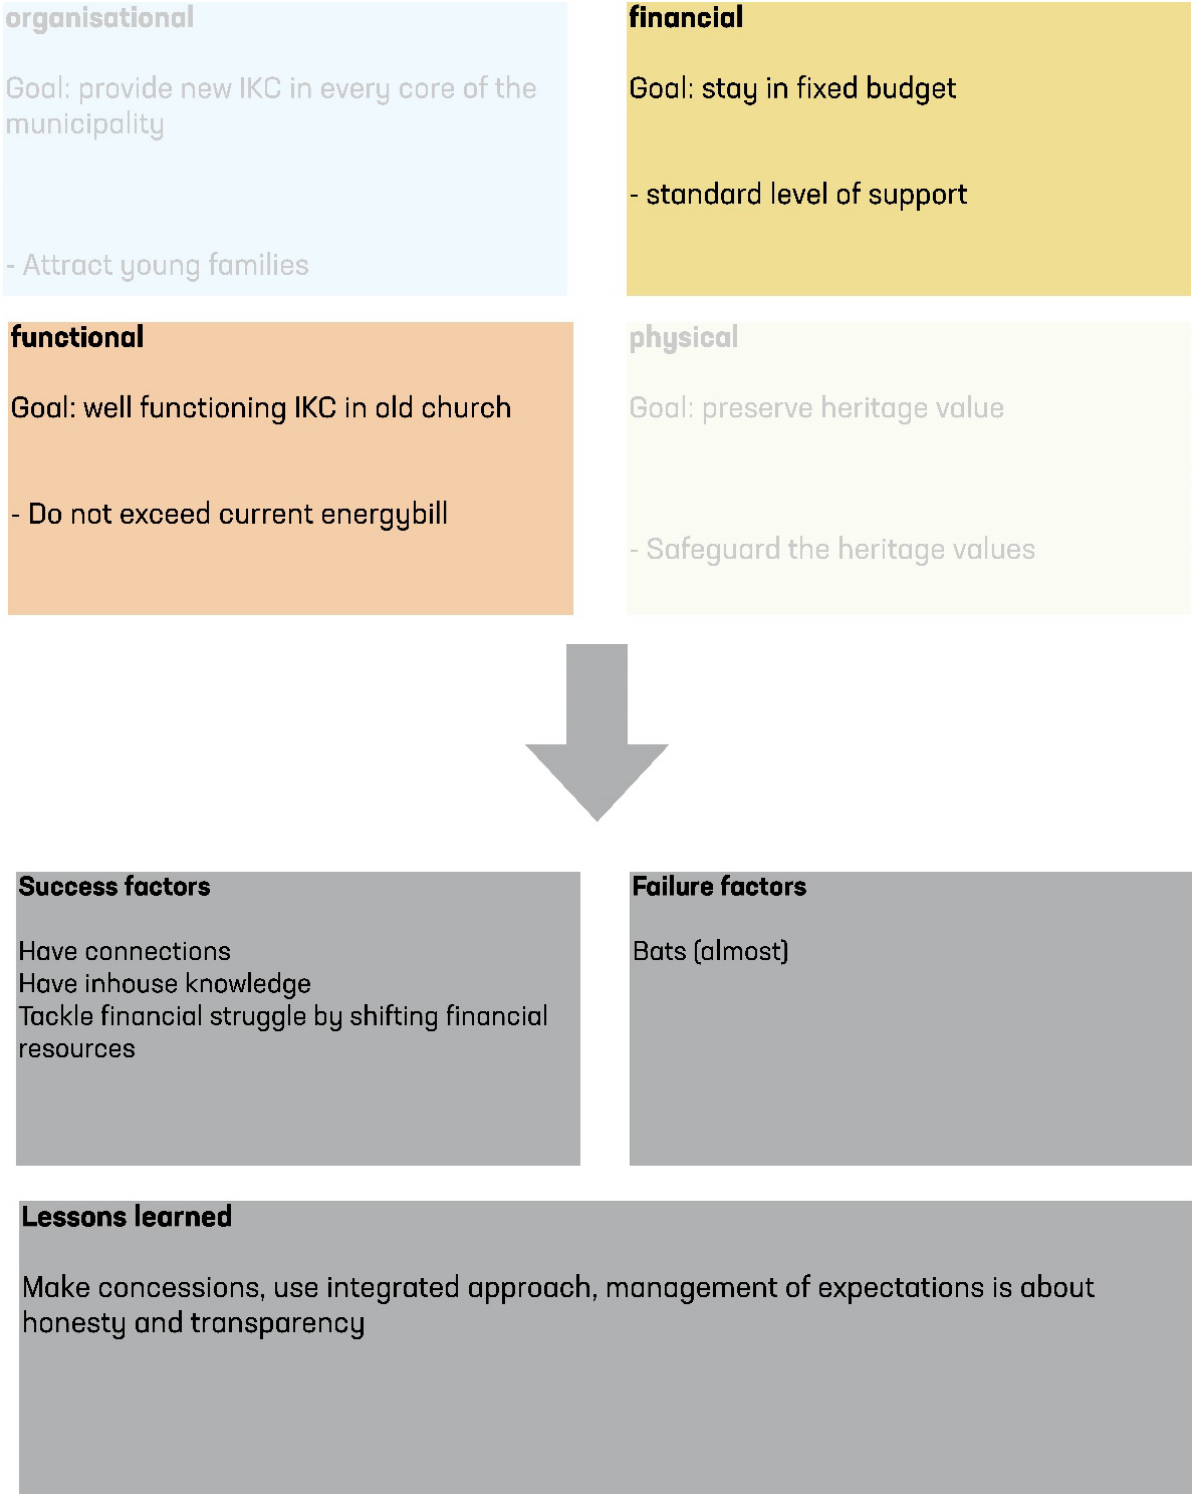 organisational
Goal: provide new IKC in every core of the
municipality
- Attract young families
financial
Goal: stay in fixed budget
- standard level of support
functional
Goal: well functioning IKC in old church
- Do not exceed current energybill
physical
Goal: preserve heritage value
- Safeguard the heritage values
Success factors
Have connections
Have inhouse knowledge
Tackle financial struggle by shifting financial
resources
Failure factors
Bats (almost)
Lessons learned
Make concessions, use integrated approach, management of expectations is about
honesty and transparency